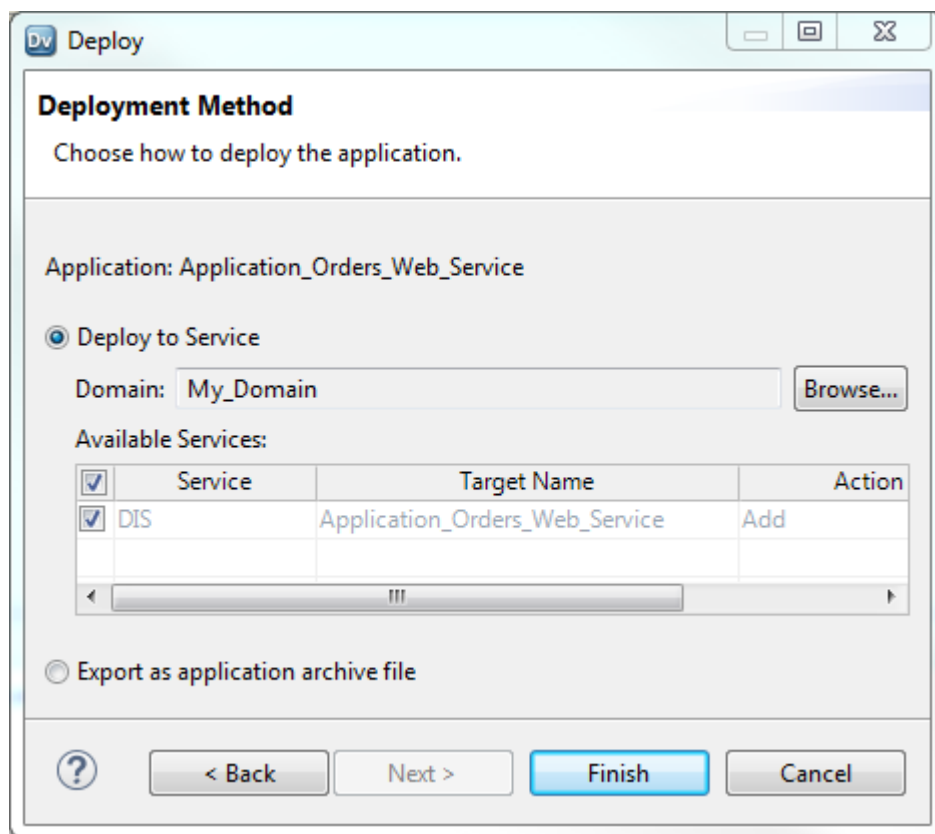 Dv Deploy
Deployment Method
Choose how to deploy the application.
Application: Application_Orders_Web_Service
Deploy to Service
Domain: My_Domain Browse...
Available Services:
Service Target Name Action
DIS Application_Orders_Web_Service Add
Export as application archive file
? < Back Next > Finish Cancel